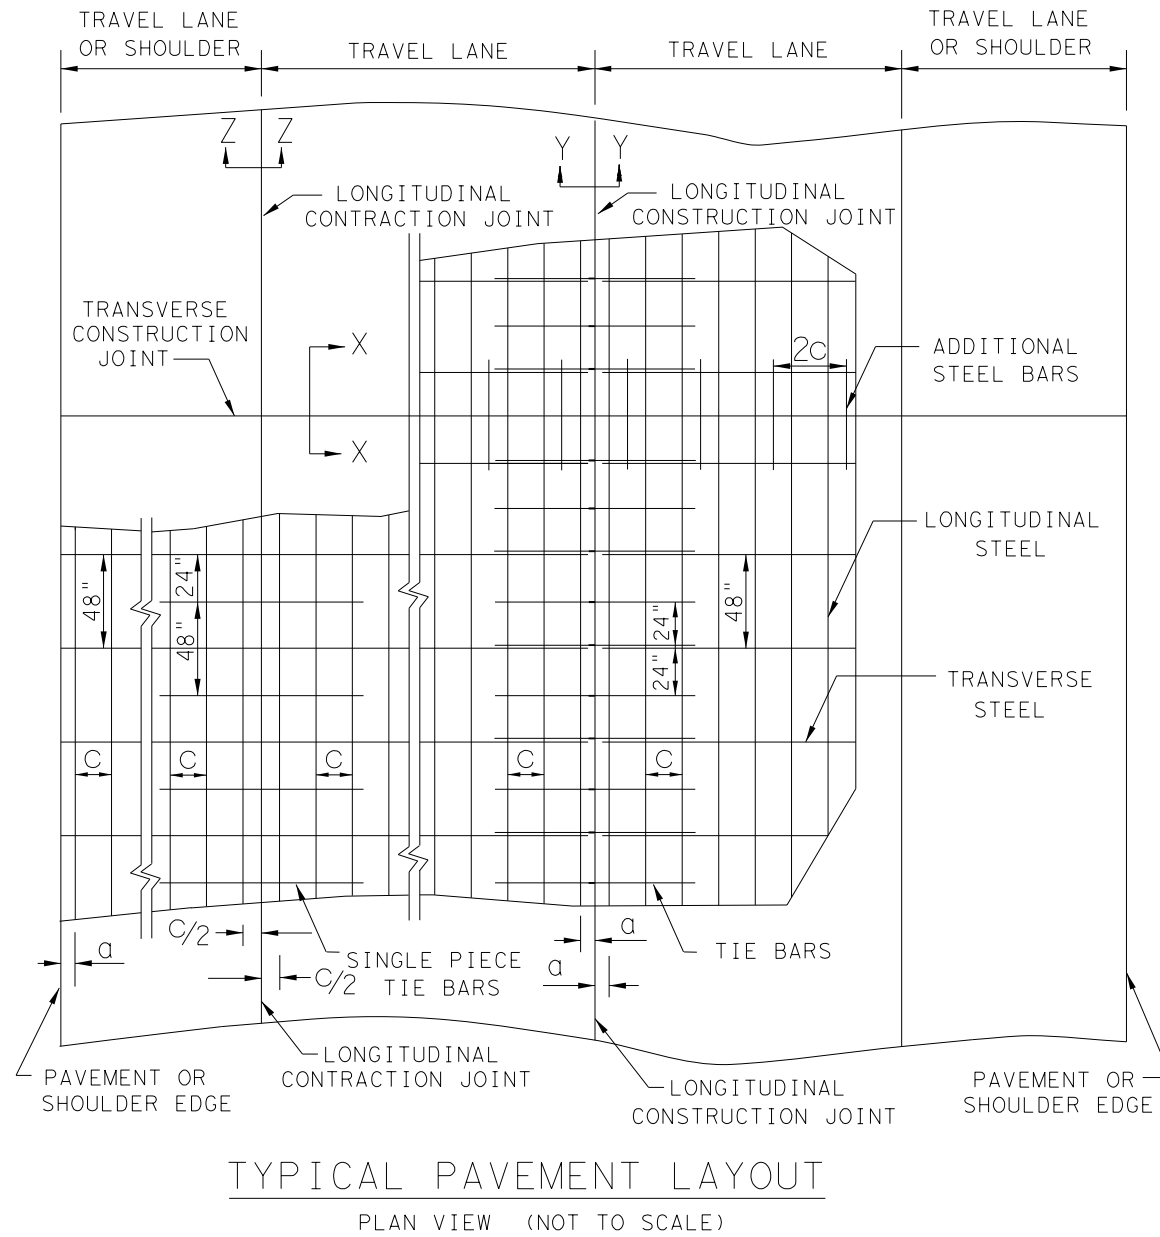 TRAVEL LANE
OR SHOULDER
TRAVEL LANE
TRAVEL LANE
TRAVEL LANE
OR SHOULDER
Z Z
Y Y
LONGITUDINAL
CONTRACTION JOINT
LONGITUDINAL
CONSTRUCTION JOINT
TRANSVERSE
CONSTRUCTION
JOINT
X
X
2c
ADDITIONAL
STEEL BARS
LONGITUDINAL
STEEL
48"
24"
48"
24"
24"
48"
TRANSVERSE
STEEL
C
C
C
C
C
C/2
a
C/2
SINGLE PIECE
TIE BARS
a
a
TIE BARS
LONGITUDINAL
CONTRACTION JOINT
PAVEMENT OR
SHOULDER EDGE
LONGITUDINAL
CONSTRUCTION JOINT
PAVEMENT OR
SHOULDER EDGE
TYPICAL PAVEMENT LAYOUT
PLAN VIEW (NOT TO SCALE)